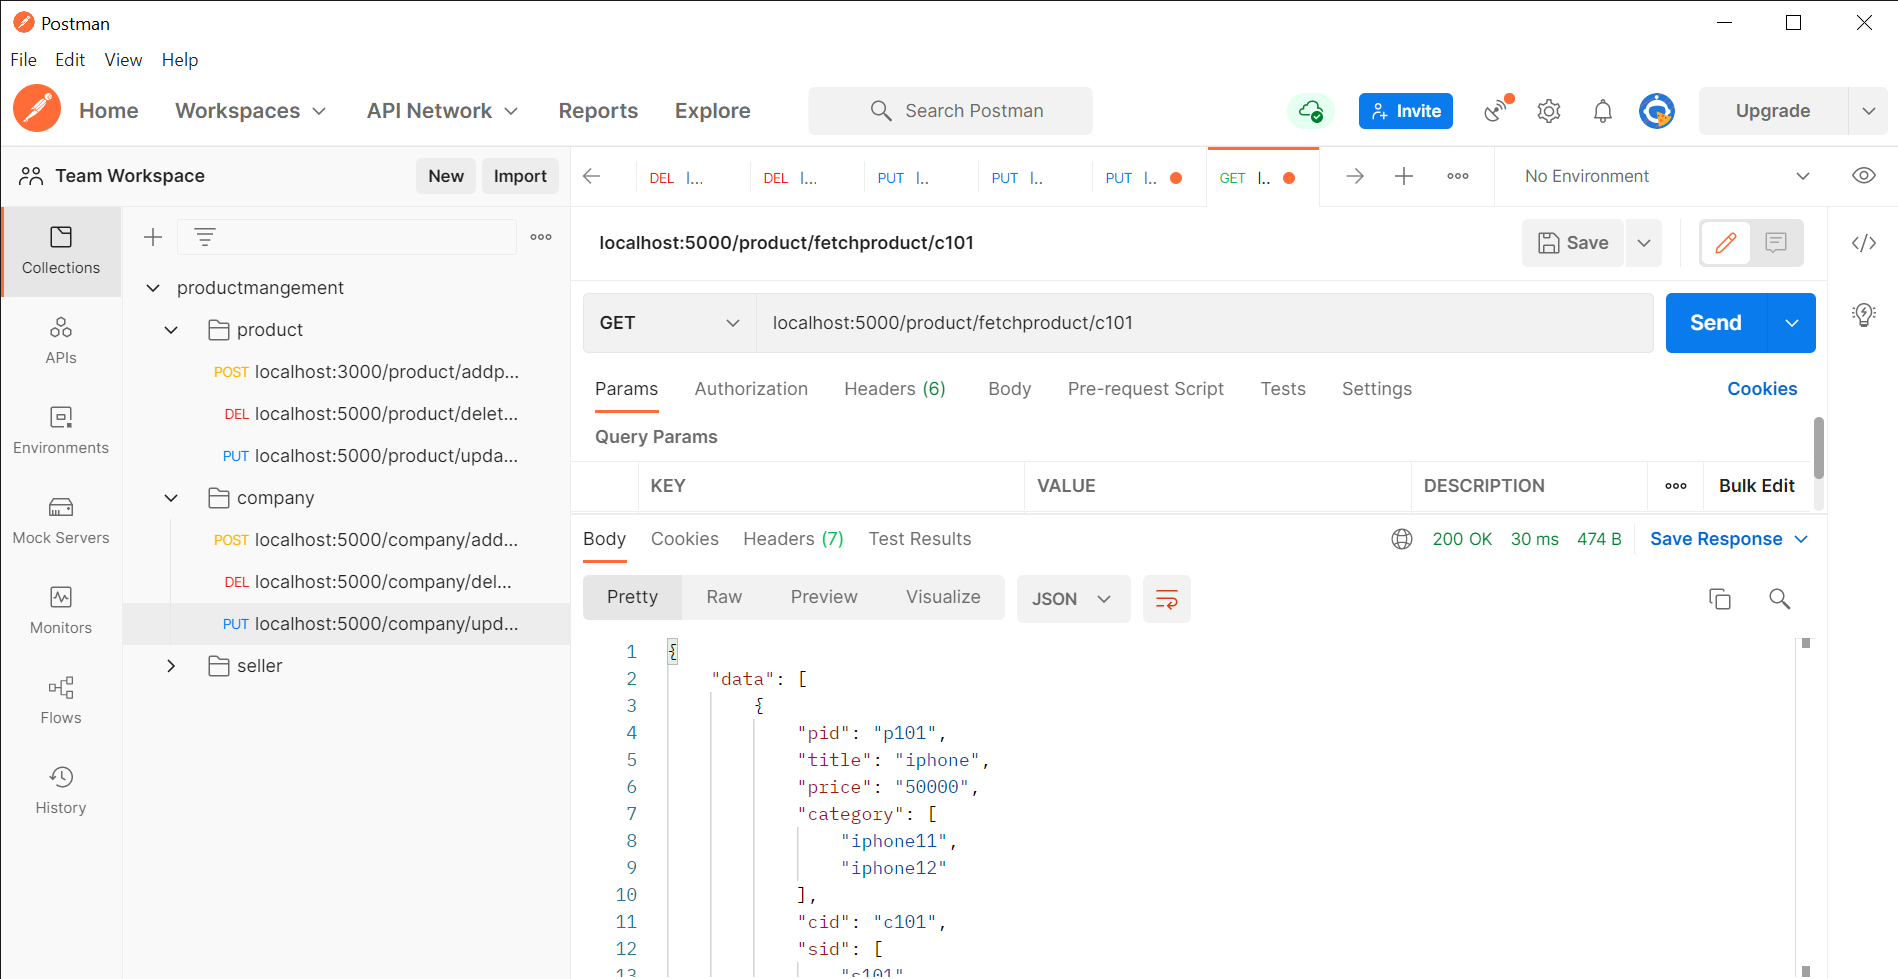 Postman
File Edit View Help
Home Workspaces API Network Reports Explore Search Postman Invite Upgrade
Team Workspace New Import
DEL l... DEL l... PUT l.. PUT l.. PUT l.. GET l.. No Environment
Collections
APIs
Environments
Mock Servers
Monitors
Flows
History
productmangement
product
POST localhost:3000/product/addp...
DEL localhost:5000/product/delet...
PUT localhost:5000/product/upda...
company
POST localhost:5000/company/add...
DEL localhost:5000/company/del...
PUT localhost:5000/company/upd...
seller
localhost:5000/product/fetchproduct/c101 Save
GET localhost:5000/product/fetchproduct/c101 Send
Params Authorization Headers (6) Body Pre-request Script Tests Settings Cookies
Query Params
KEY VALUE DESCRIPTION Bulk Edit
Body Cookies Headers (7) Test Results 200 OK 30 ms 474 B Save Response
Pretty Raw Preview Visualize JSON
1 {
2 "data": [
3 {
4 "pid": "p101",
5 "title": "iphone",
6 "price": "50000",
7 "category": [
8 "iphone11",
9 "iphone12"
10 ],
11 "cid": "c101",
12 "sid": [
13 "s101"